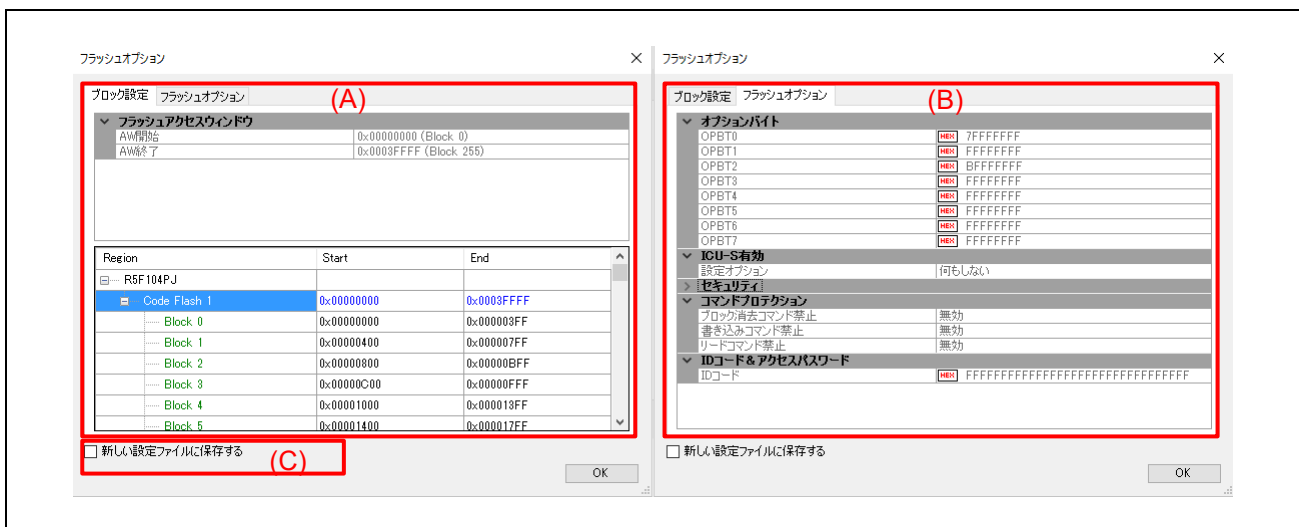 フラッシュオプション
ブロック設定 フラッシュオプション
(A)
フラッシュアクセスウィンドウ
AW開始 0x00000000 (Block 0)
AW終了 0x0003FFFF (Block 255)
Region Start End
R5F104PJ
Code Flash 1 0x00000000 0x0003FFFF
Block 0 0x00000000 0x000003FF
Block 1 0x00000400 0x000007FF
Block 2 0x00000800 0x00000BFF
Block 3 0x00000C00 0x00000FFF
Block 4 0x00001000 0x000013FF
Block 5 0x00001400 0x000017FF
新しい設定ファイルに保存する
(C)
OK
フラッシュオプション
ブロック設定 フラッシュオプション
(B)
オプションバイト
OPBT0 HEX 7FFFFFFF
OPBT1 HEX FFFFFFFF
OPBT2 HEX BFFFFFFF
OPBT3 HEX FFFFFFFF
OPBT4 HEX FFFFFFFF
OPBT5 HEX FFFFFFFF
OPBT6 HEX FFFFFFFF
OPBT7 HEX FFFFFFFF
ICU-S有効
設定オプション 何もしない
セキュリティ
コマンドプロテクション
ブロック消去コマンド禁止 無効
書き込みコマンド禁止 無効
リードコマンド禁止 無効
IDコード&アクセスパスワード
IDコード HEX FFFFFFFFFFFFFFFFFFFFFFFFFFFFFFFF
新しい設定ファイルに保存する
OK